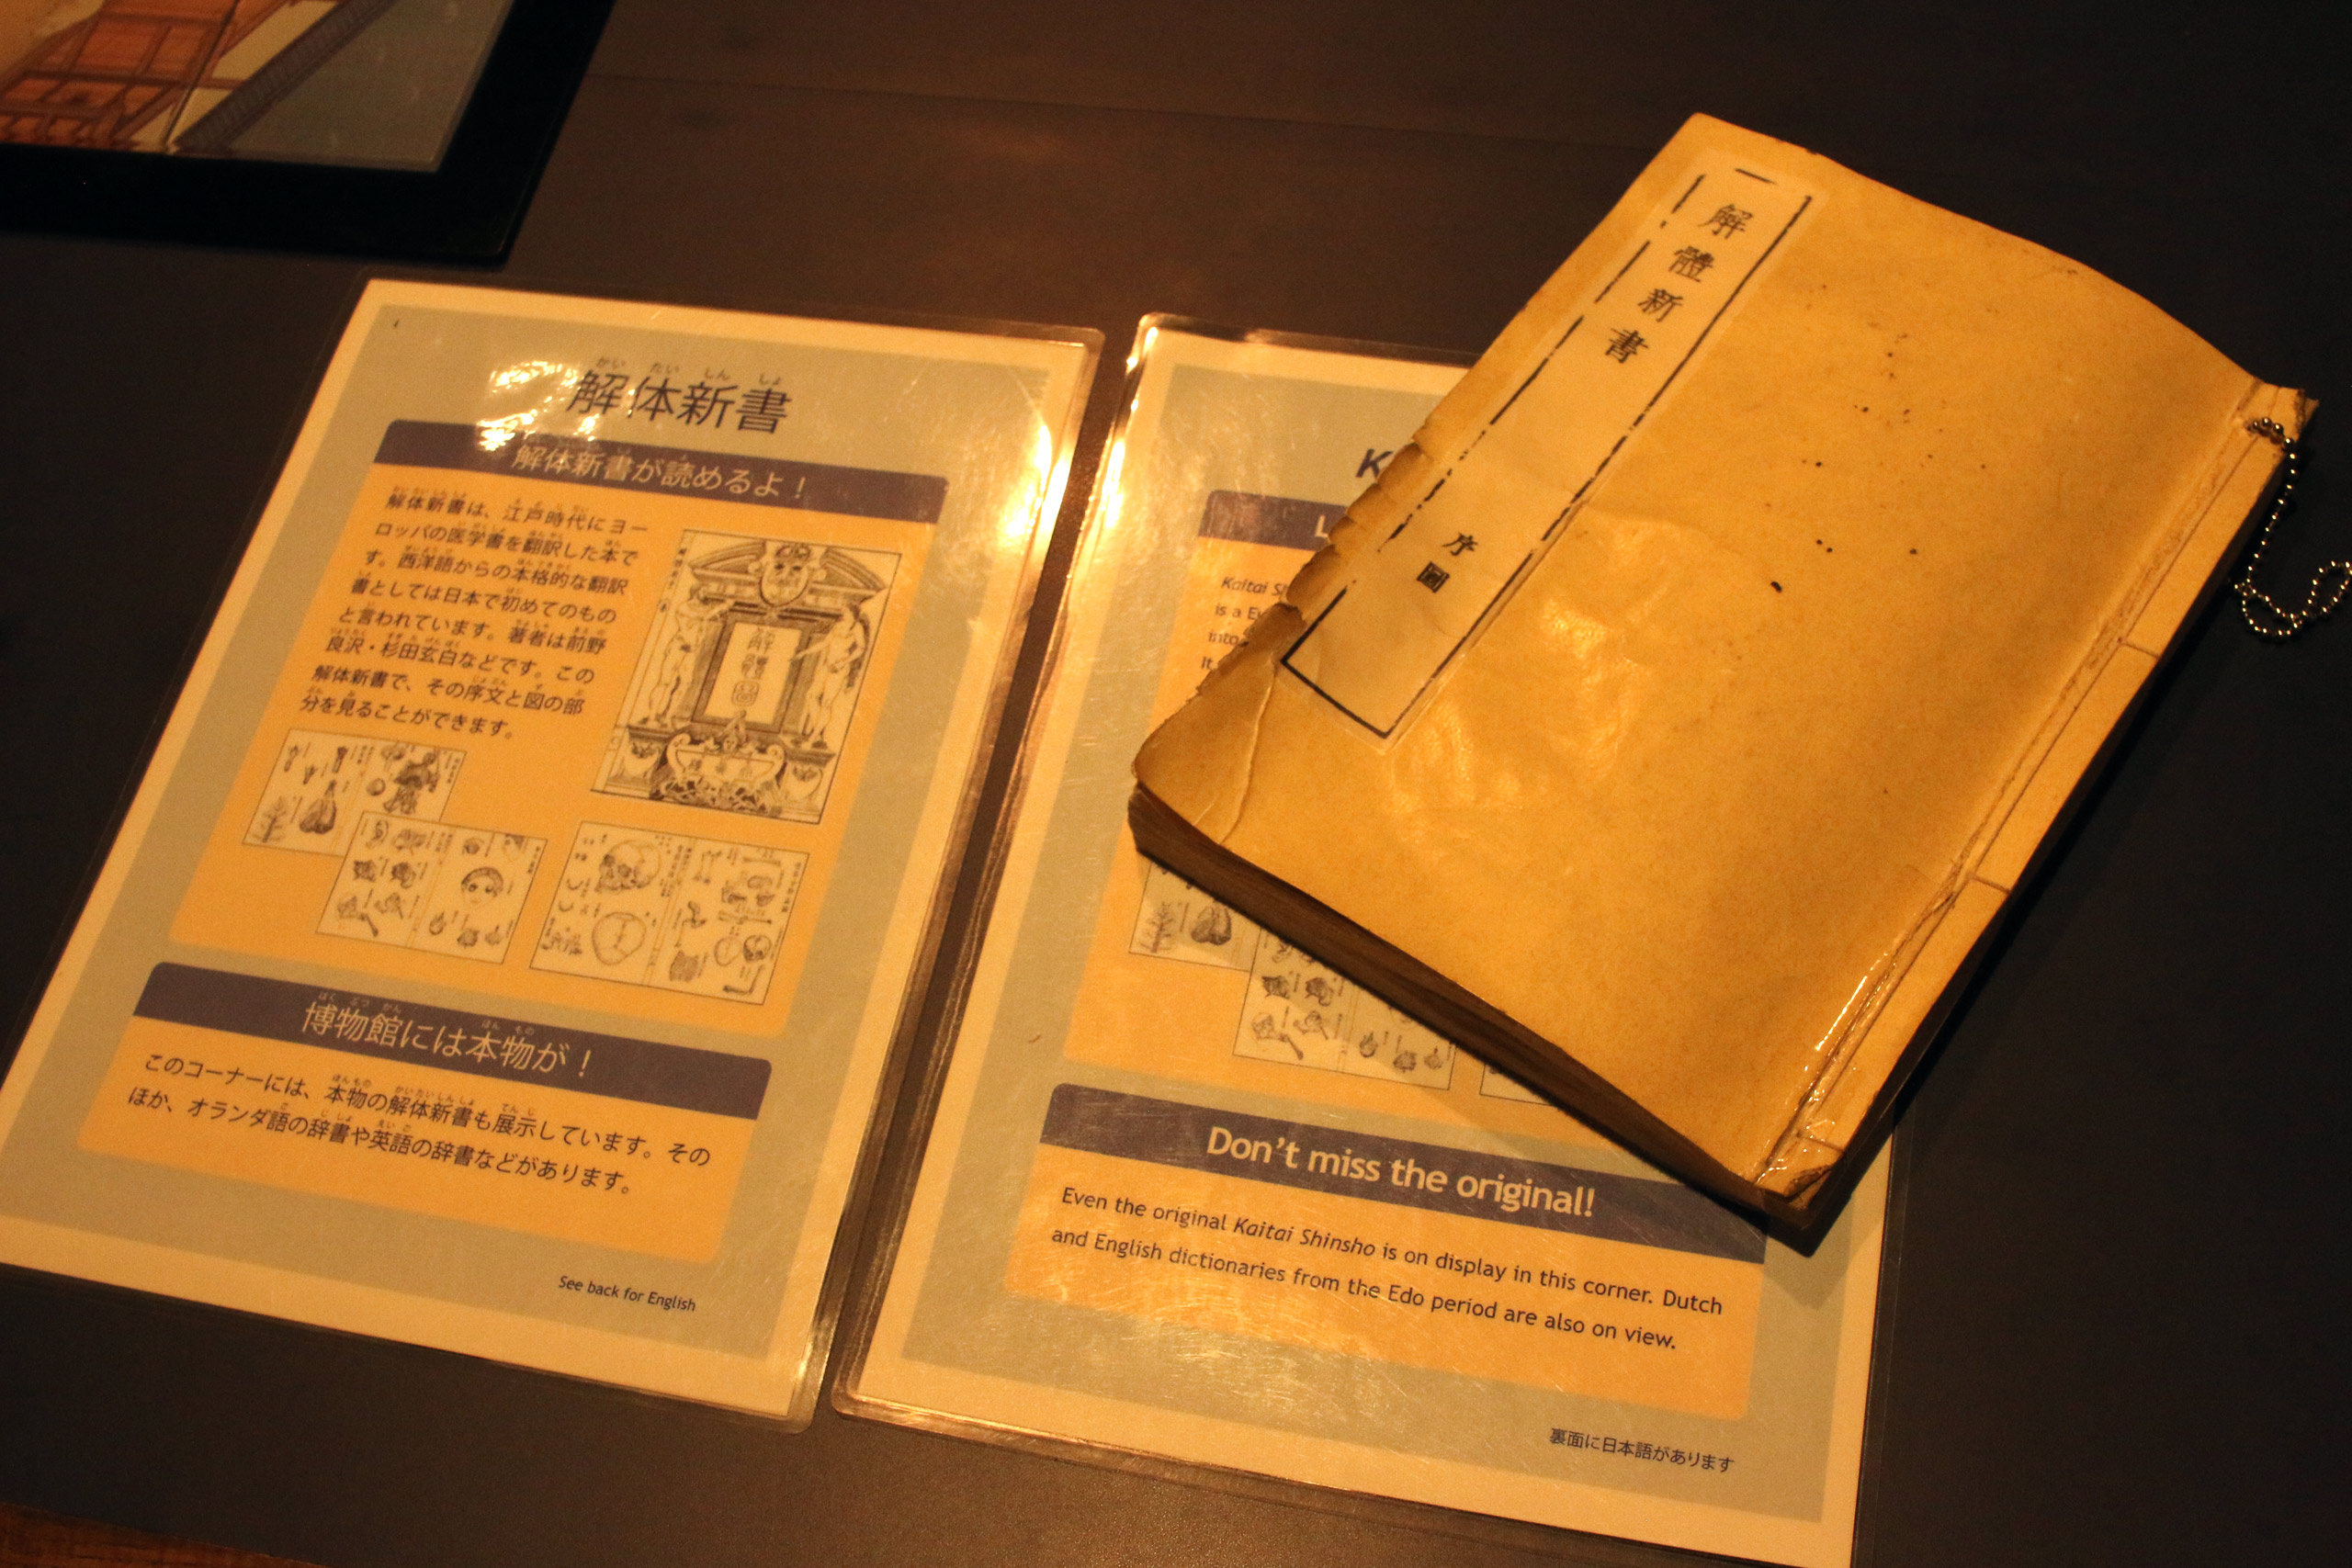 解体新書
解体新書が読めるよ！
解体新書は、江戸時代にヨー
ロッパの医学書を翻訳した本で
す。西洋語からの本格的な翻訳
書としては日本で初めてのもの
と言われています。著者は前野
良沢・杉田玄白などです。この
解体新書で、その序文と図の部
分を見ることができます。
博物館には本物が！
このコーナーには、本物の解体新書も展示しています。その
ほか、オランダ語の辞書や英語の辞書などがあります。
See back for English
K
L
Kaitai Sh
is a E
into
It
Don't miss the original!
Even the original Kaitai Shinsho is on display in this corner. Dutch
and English dictionaries from the Edo period are also on view.
裏面に日本語があります
解體新書
序圖